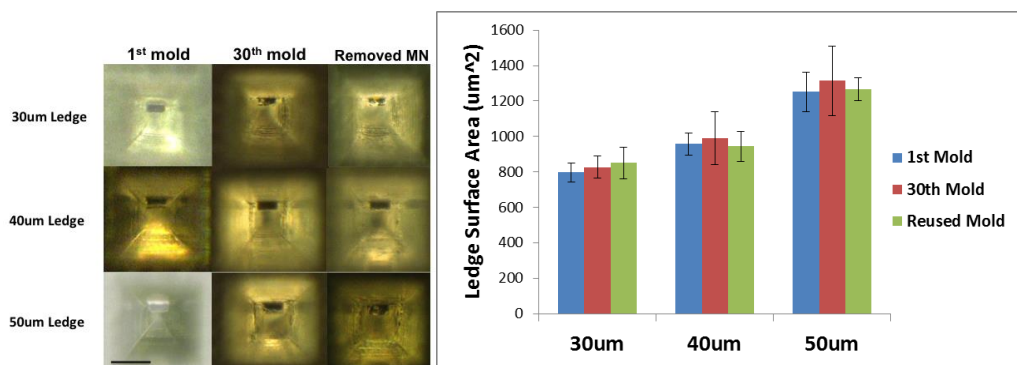 1st mold 30th mold Removed MN
30um Ledge
40um Ledge
50um Ledge
Ledge Surface Area (um^2)
1600
1400
1200
1000
800
600
400
200
0
30um 40um 50um
1st Mold
30th Mold
Reused Mold